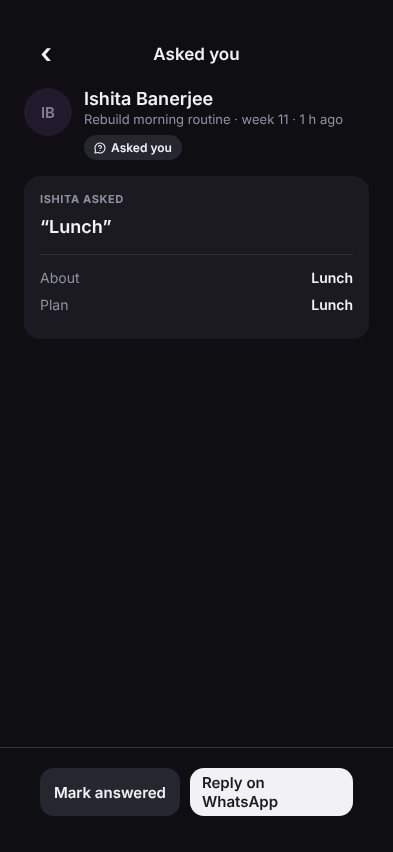 Asked you
IB
Ishita Banerjee
Rebuild morning routine · week 11 · 1 h ago
Asked you
ISHITA ASKED
“Lunch”
About Lunch
Plan Lunch
Mark answered
Reply on
WhatsApp